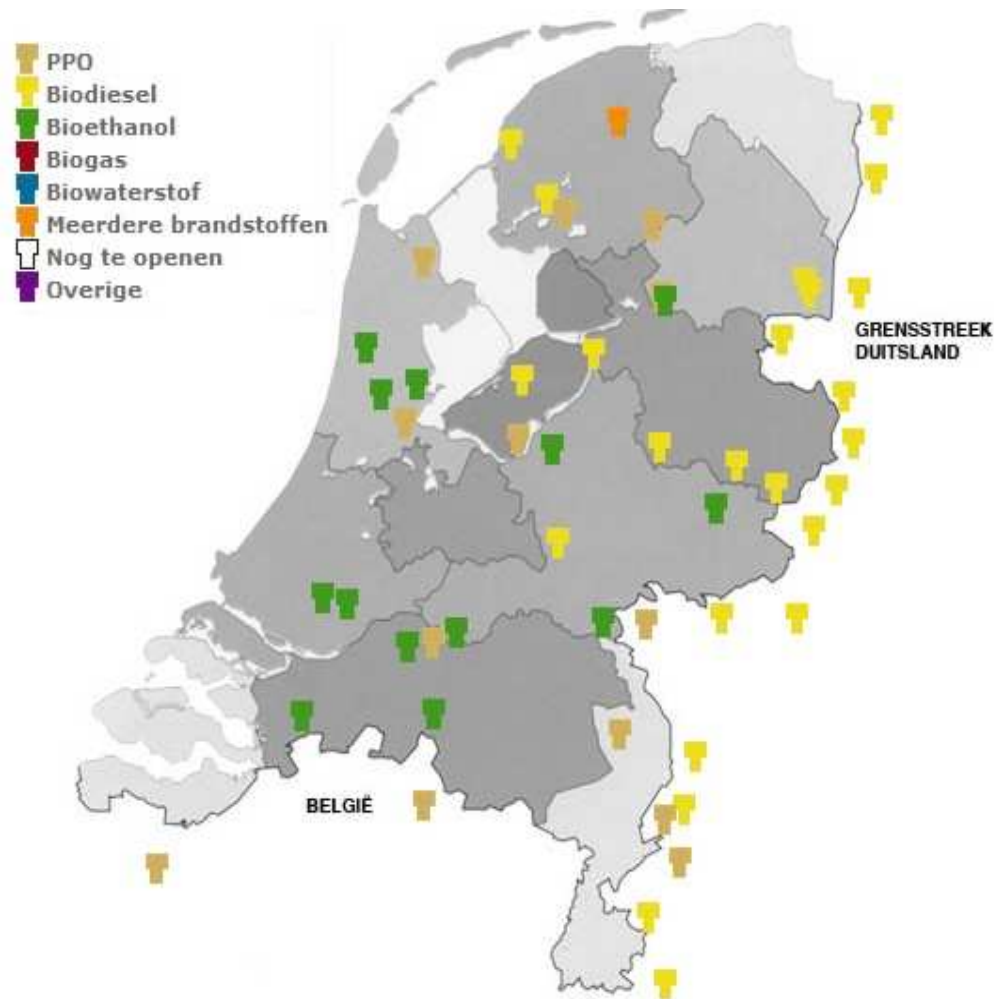 PPO
Biodiesel
Bioethanol
Biogas
Biowaterstof
Meerdere brandstoffen
Nog te openen
Overige
GRENSSTREEK
DUITSLAND
BELGIË